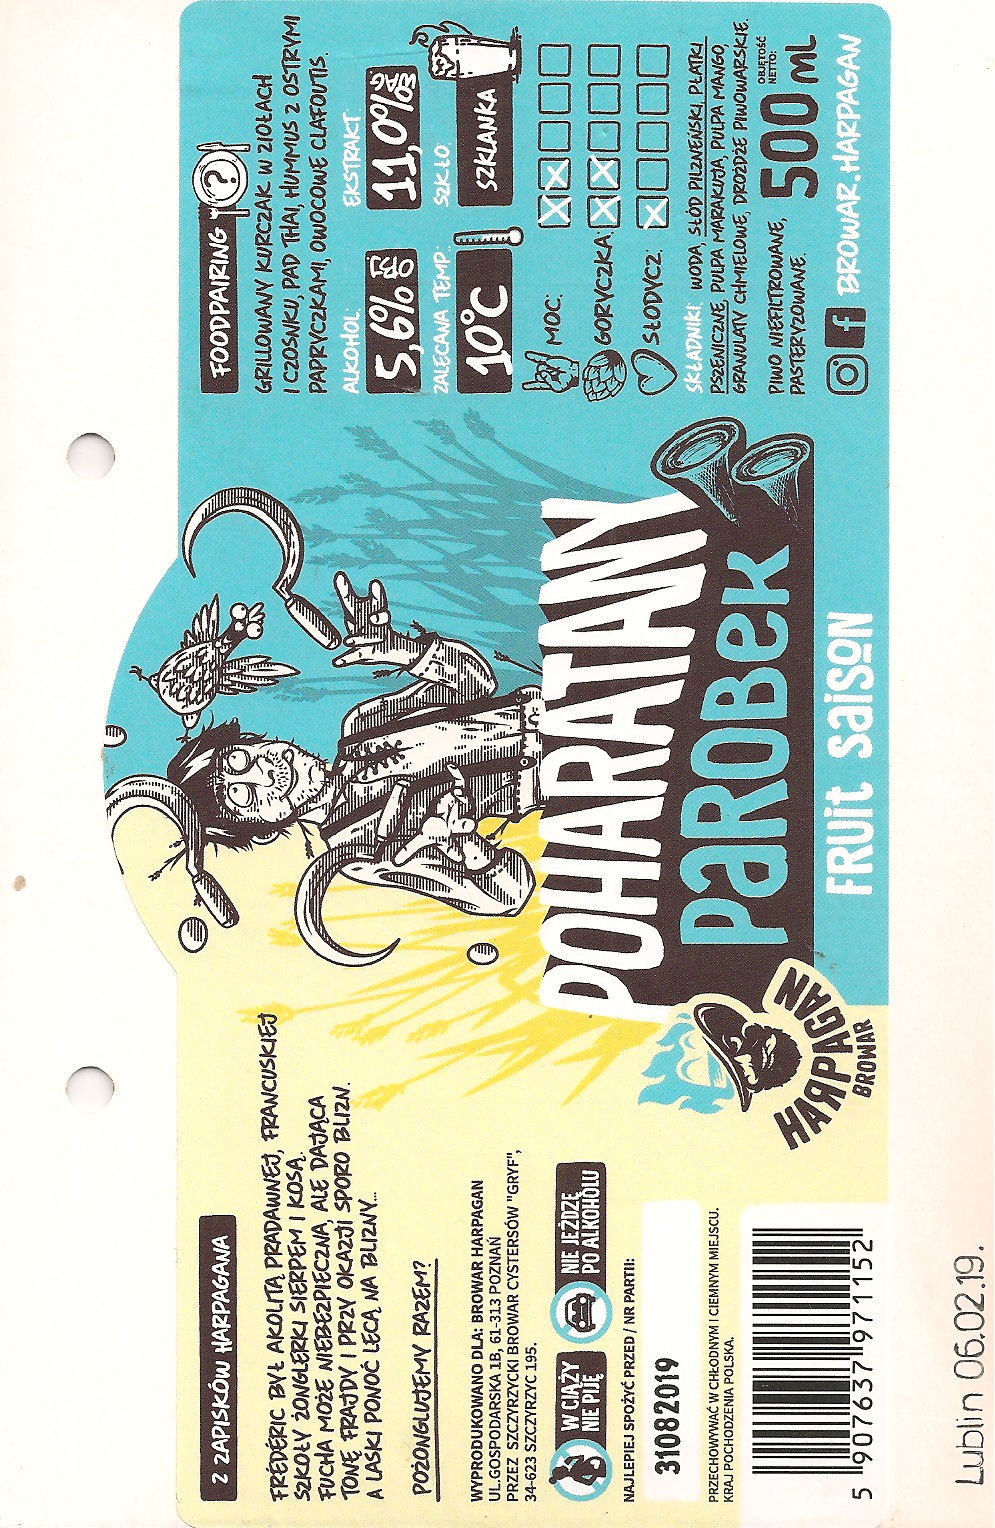 Z ZAPISKÓW HARPAGANA
FRÉDÉRIC BYŁ AKOLITĄ PRADAWNEJ, FRANCUSKIEJ
SZKOŁY ŻONGLERKI SIERPEM I KOSĄ.
FUCHA MOŻE NIEBEZPIECZNA, ALE DAJĄCA
TONĘ FRAJDY I PRZY OKAZJI SPORO BLIZN.
A LASKI PONOĆ LECĄ NA BLIZNY...
POŻONGLUJEMY RAZEM?
WYPRODUKOWANO DLA: BROWAR HARPAGAN
UL. GOSPODARSKA 1B, 61-313 POZNAŃ
PRZEZ SZCZYRZYCKI BROWAR CYSTERSÓW "GRYF",
34-623 SZCZYRZYC 195.
W CIĄŻY
NIE PIJĘ
NIE JEŻDŻĘ
PO ALKOHOLU
NAJLEPIEJ SPOŻYĆ PRZED / NR PARTII:
31082019
PRZECHOWYWAĆ W CHŁODNYM I CIEMNYM MIEJSCU.
KRAJ POCHODZENIA POLSKA.
5 907637 971152
HARPAGAN
BROWAR
POHARATANY
PAROBEK
FRUIT SAISON
FOODPAIRING
?
GRILLOWANY KURCZAK W ZIOŁACH
I CZOSNKU, PAD THAI, HUMMUS Z OSTRYMI
PAPRYCZKAMI, OWOCOWE CLAFOUTIS.
ALKOHOL:
5,6% OBJ.
EKSTRAKT:
11,0% WAG.
ZALECANA TEMP.:
10°C
SZKŁO:
SZKLANKA
MOC:
GORYCZKA:
SŁODYCZ:
SKŁADNIKI: WODA, SŁÓD PILZNEŃSKI, PŁATKI
PSZENICZNE, PULPA MARAKUJA, PULPA MANGO,
GRANULATY CHMIELOWE, DROŻDŻE PIWOWARSKIE.
PIWO NIEFILTROWANE,
PASTERYZOWANE.
OBJĘTOŚĆ
NETTO:
500 ML
BROWAR.HARPAGAN
Lublin 06.02.19.